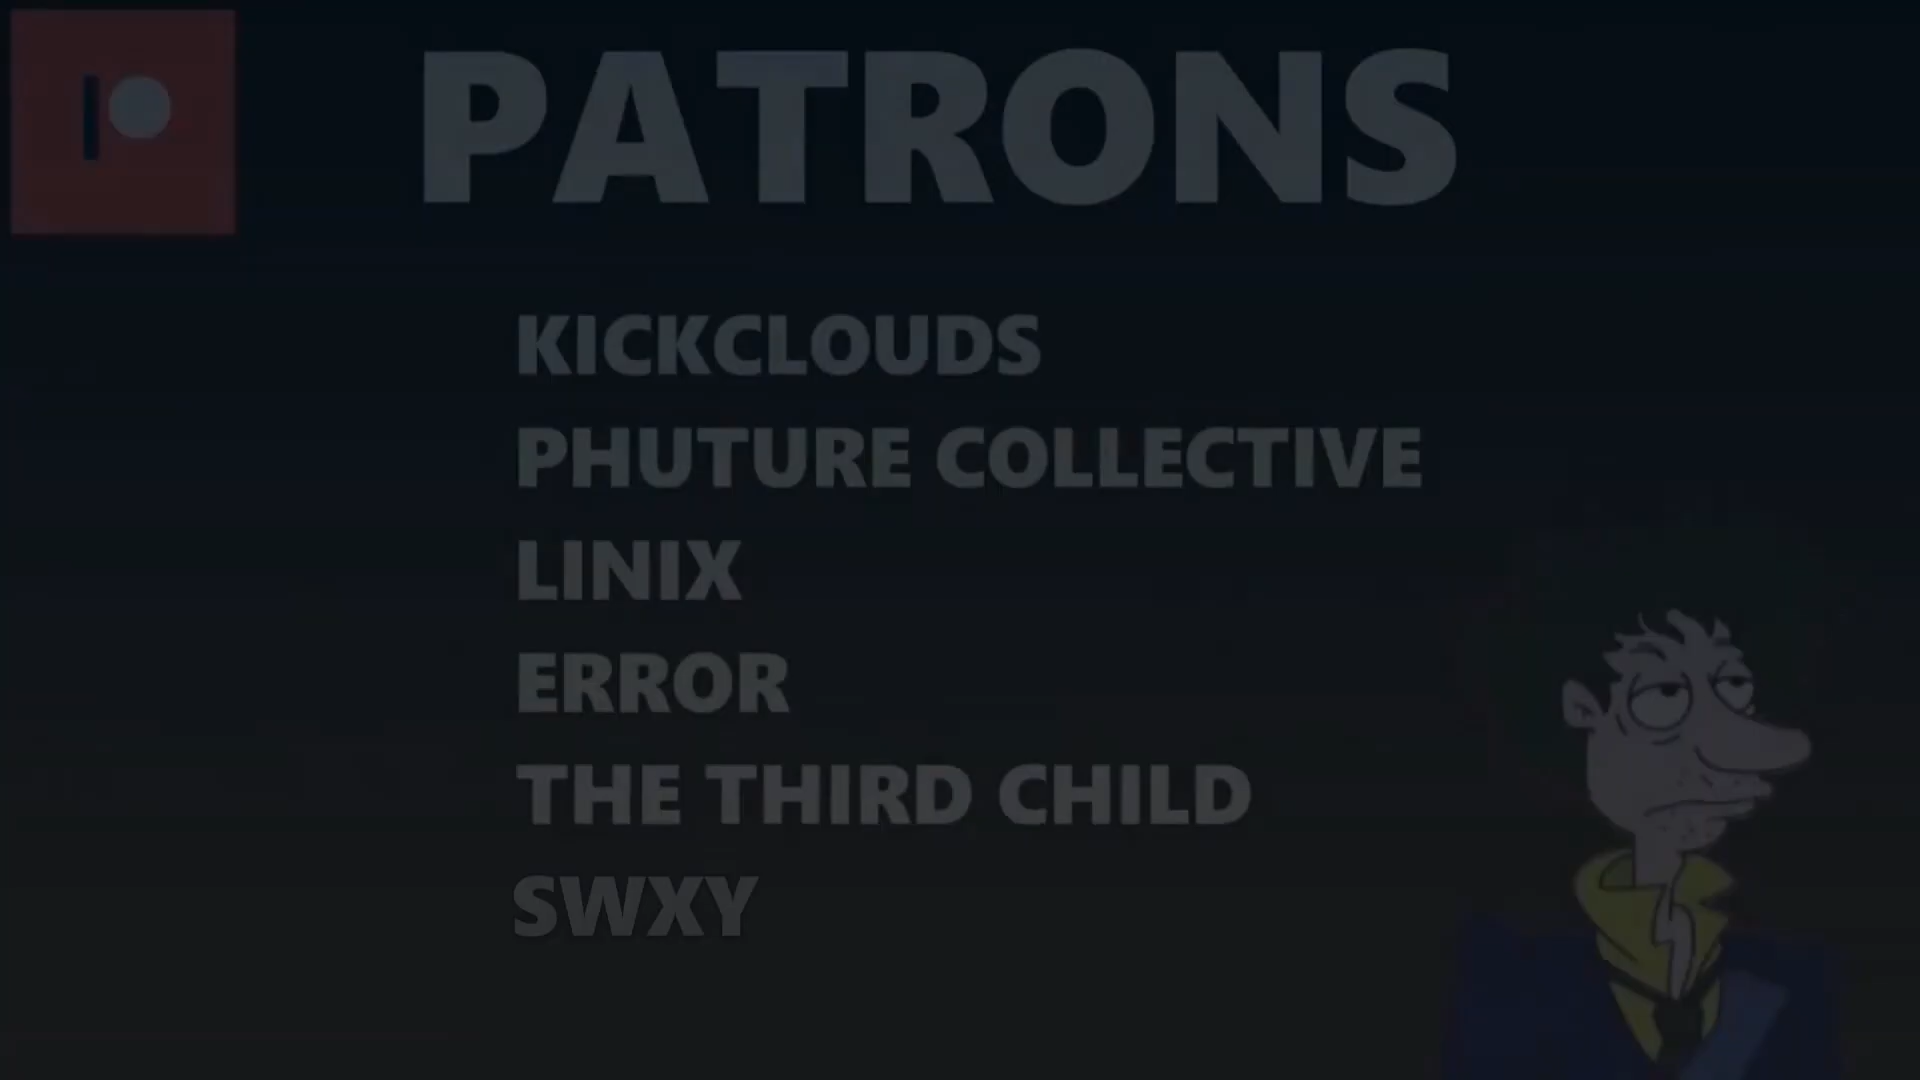 PATRONS
KICKCLOUDS
PHUTURE COLLECTIVE
LINIX
ERROR
THE THIRD CHILD
SWXY